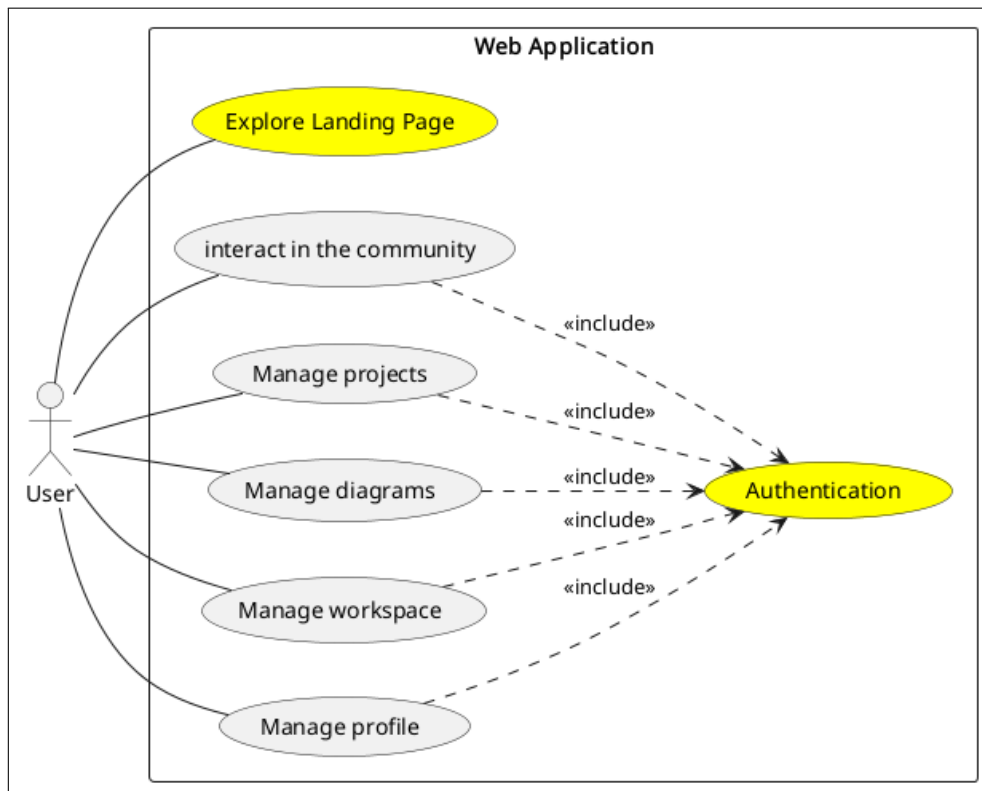 Web Application
Explore Landing Page
interact in the community
«include»
Manage projects
«include»
User
Manage diagrams
«include»
Authentication
«include»
Manage workspace
«include»
Manage profile